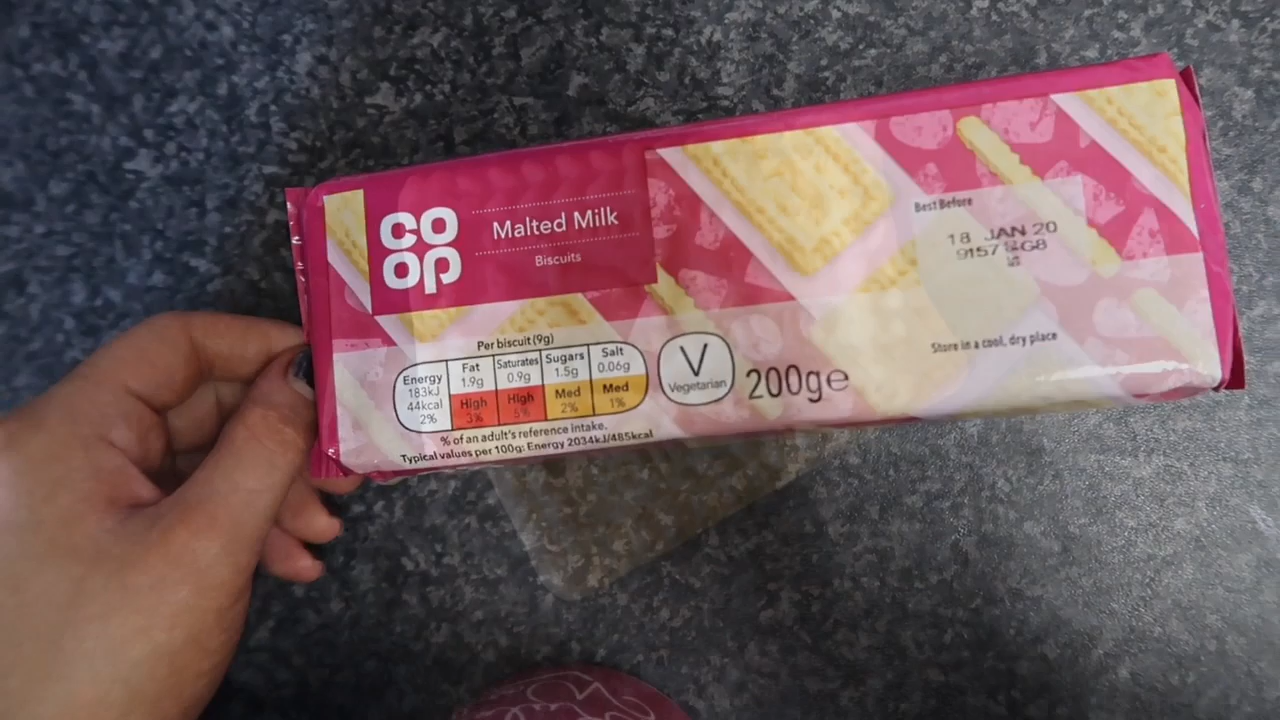 CO
OP
Malted Milk
Biscuits
Best Before
18 JAN 20
9157 G8
Store in a cool, dry place
Per biscuit (9g)
Energy 183kJ 44kcal 2%
Fat 1.9g High 3%
Saturates 0.9g High 5%
Sugars 1.5g Med 2%
Salt 0.06g Med 1%
% of an adult's reference intake.
Typical values per 100g: Energy 2034kJ/485kcal
V
Vegetarian
200g℮